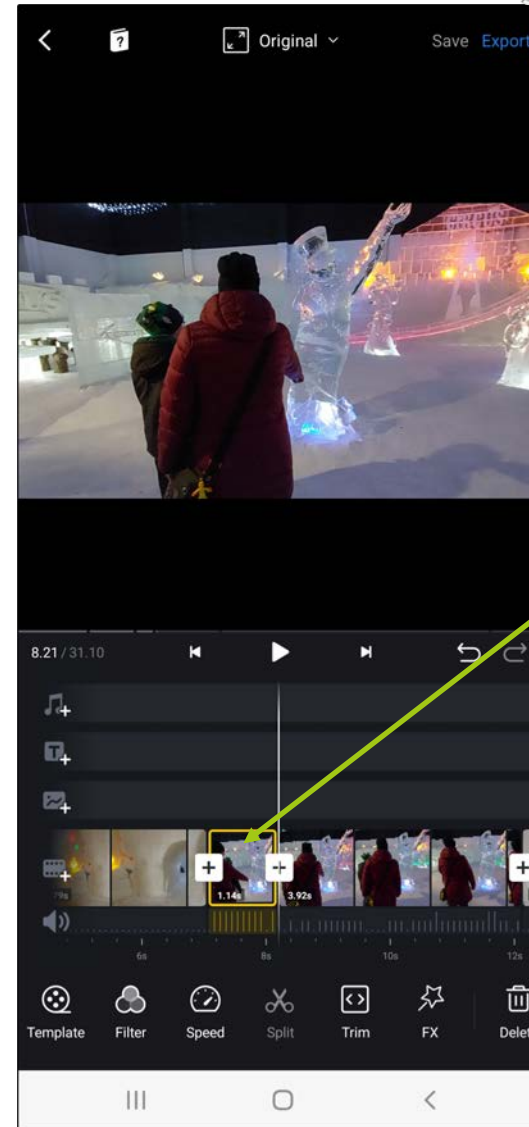 ?
Original
Save Export
8.21 / 31.10
T
1.14s
3.92s
6s
8s
10s
12s
Template
Filter
Speed
Split
Trim
FX
Delet